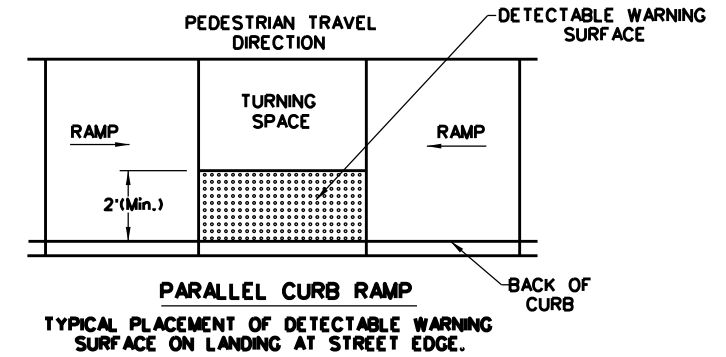 PEDESTRIAN TRAVEL
DIRECTION
DETECTABLE WARNING
SURFACE
TURNING
SPACE
RAMP
RAMP
2'(Min.)
BACK OF
CURB
PARALLEL CURB RAMP
TYPICAL PLACEMENT OF DETECTABLE WARNING
SURFACE ON LANDING AT STREET EDGE.